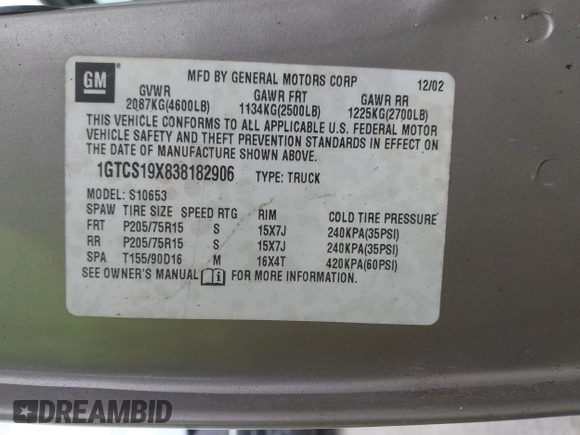 GM
MFD BY GENERAL MOTORS CORP 12/02
GVWR GAWR FRT GAWR RR
2087KG(4600LB) 1134KG(2500LB) 1225KG(2700LB)
THIS VEHICLE CONFORMS TO ALL APPLICABLE U.S. FEDERAL MOTOR
VEHICLE SAFETY AND THEFT PREVENTION STANDARDS IN EFFECT ON
THE DATE OF MANUFACTURE SHOWN ABOVE.
1GTCS19X838182906 TYPE: TRUCK
MODEL: S10653
SPAW TIRE SIZE SPEED RTG RIM COLD TIRE PRESSURE
FRT P205/75R15 S 15X7J 240KPA(35PSI)
RR P205/75R15 S 15X7J 240KPA(35PSI)
SPA T155/90D16 M 16X4T 420KPA(60PSI)
SEE OWNER'S MANUAL FOR ADDITIONAL INFORMATION.
DREAMBID